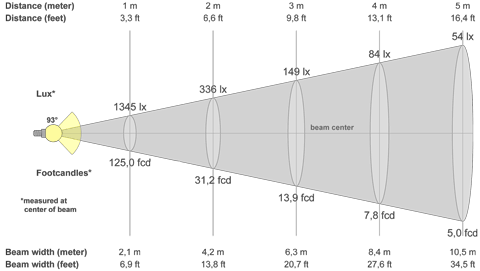 Distance (meter) 1 m 2 m 3 m 4 m 5 m
Distance (feet) 3,3 ft 6,6 ft 9,8 ft 13,1 ft 16,4 ft
54 lx
84 lx
149 lx
336 lx
Lux*
1345 lx
93°
beam center
125,0 fcd
Footcandles*
31,2 fcd
13,9 fcd
*measured at
center of beam
7,8 fcd
5,0 fcd
Beam width (meter) 2,1 m 4,2 m 6,3 m 8,4 m 10,5 m
Beam width (feet) 6,9 ft 13,8 ft 20,7 ft 27,6 ft 34,5 ft